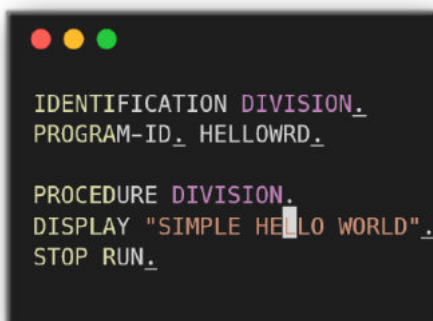 IDENTIFICATION DIVISION.
PROGRAM-ID. HELLOWRD.
PROCEDURE DIVISION.
DISPLAY "SIMPLE HELLO WORLD".
STOP RUN.